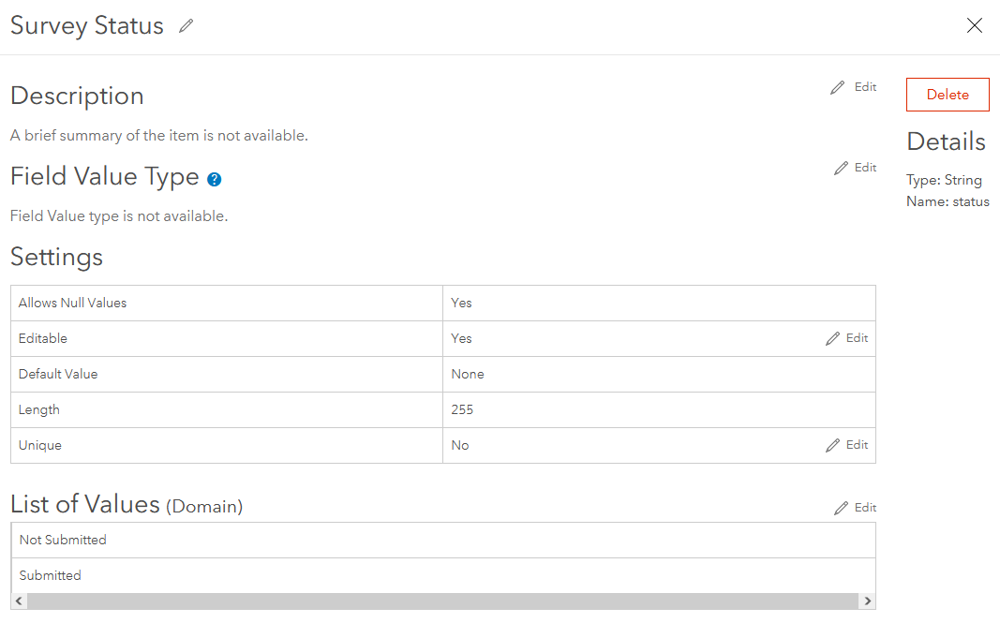 Survey Status
Description
Edit
A brief summary of the item is not available.
Field Value Type ?
Edit
Field Value type is not available.
Settings
Allows Null Values Yes
Editable Yes Edit
Default Value None
Length 255
Unique No Edit
List of Values (Domain)
Edit
Not Submitted
Submitted
Delete
Details
Type: String
Name: status